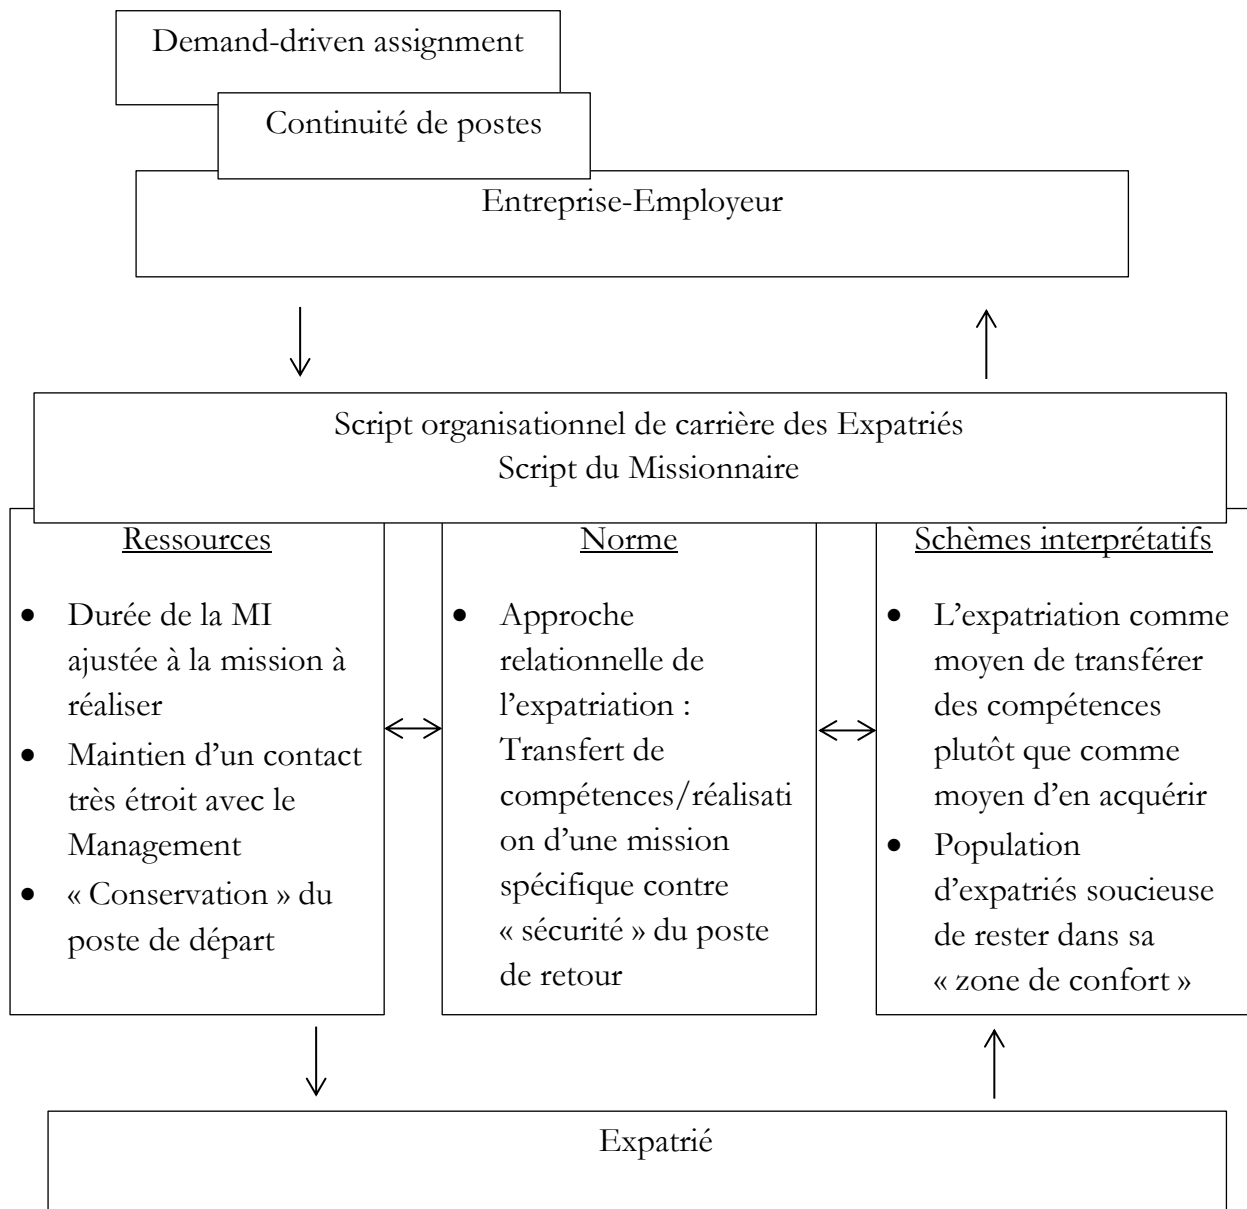 Demand-driven assignment
Continuité de postes
Entreprise-Employeur
Script organisationnel de carrière des Expatriés
Script du Missionnaire
Ressources
• Durée de la MI
ajustée à la mission à
réaliser
• Maintien d’un contact
très étroit avec le
Management
• « Conservation » du
poste de départ
Norme
• Approche
relationnelle de
l’expatriation :
Transfert de
compétences/réalisati
on d’une mission
spécifique contre
« sécurité » du poste
de retour
Schèmes interprétatifs
• L’expatriation comme
moyen de transférer
des compétences
plutôt que comme
moyen d’en acquérir
• Population
d’expatriés soucieuse
de rester dans sa
« zone de confort »
Expatrié